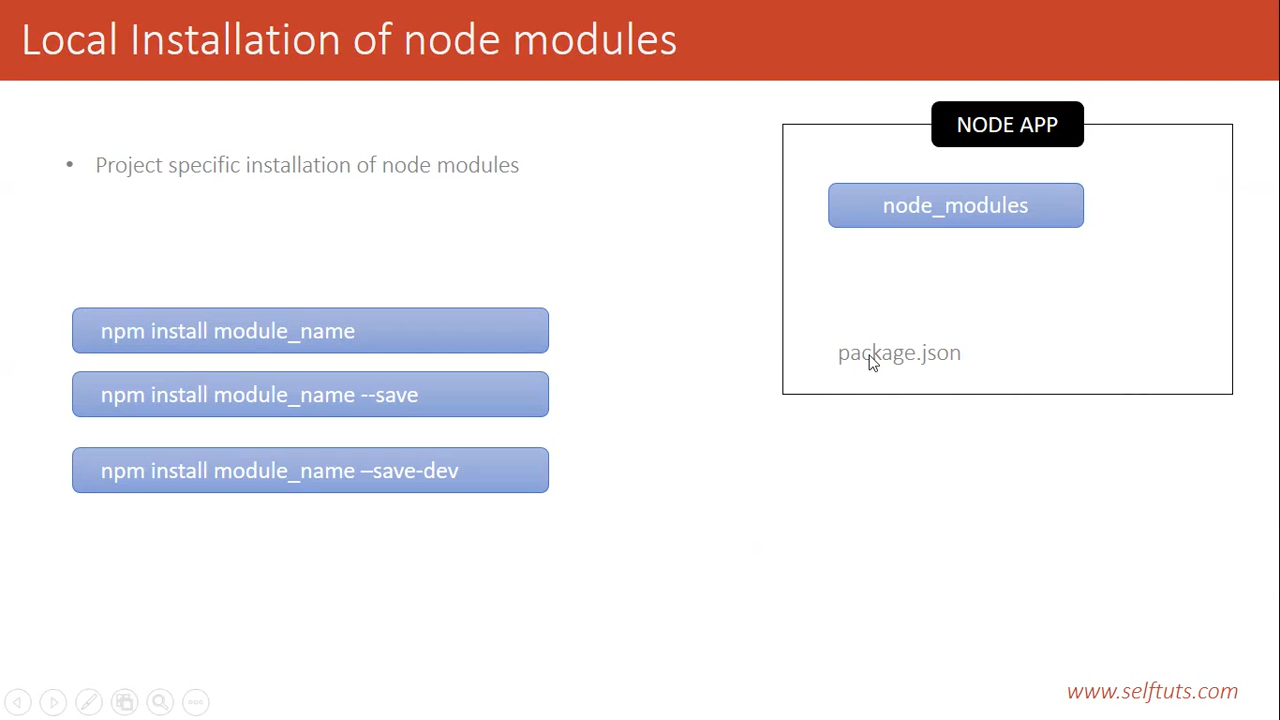 Local Installation of node modules
• Project specific installation of node modules
npm install module_name
npm install module_name --save
npm install module_name –save-dev
NODE APP
node_modules
package.json
www.selftuts.com